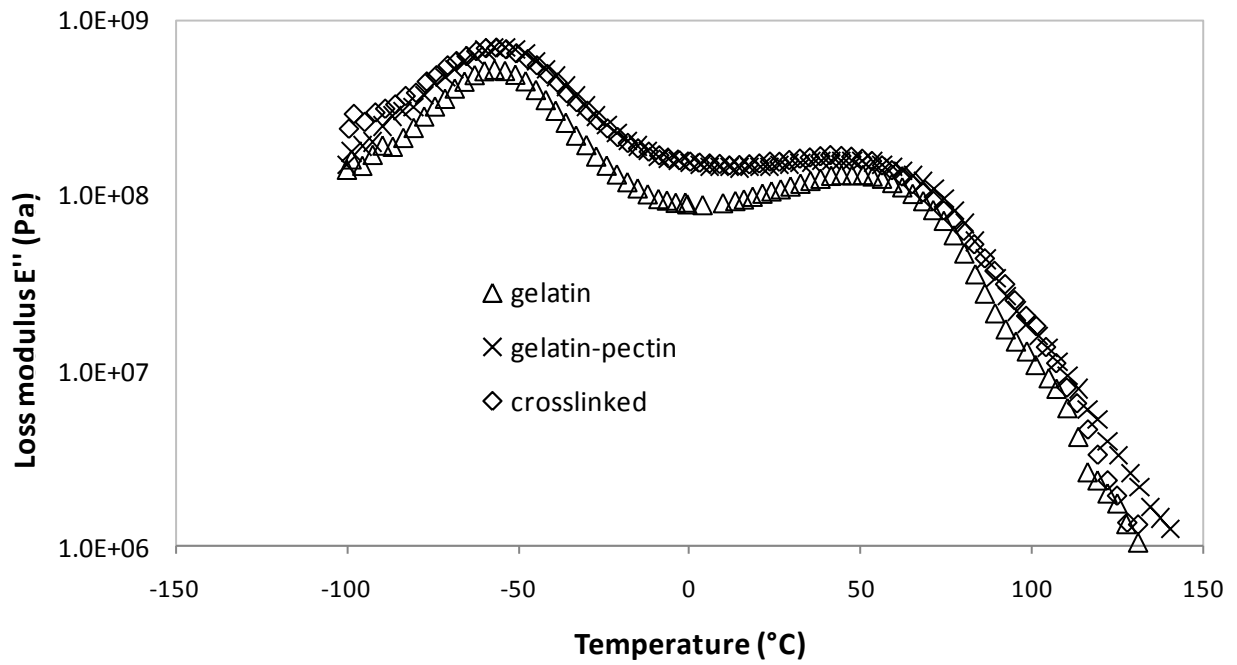 1.0E+09
1.0E+08
1.0E+07
1.0E+06
Loss modulus E'' (Pa)
gelatin
gelatin-pectin
crosslinked
-150 -100 -50 0 50 100 150
Temperature (°C)